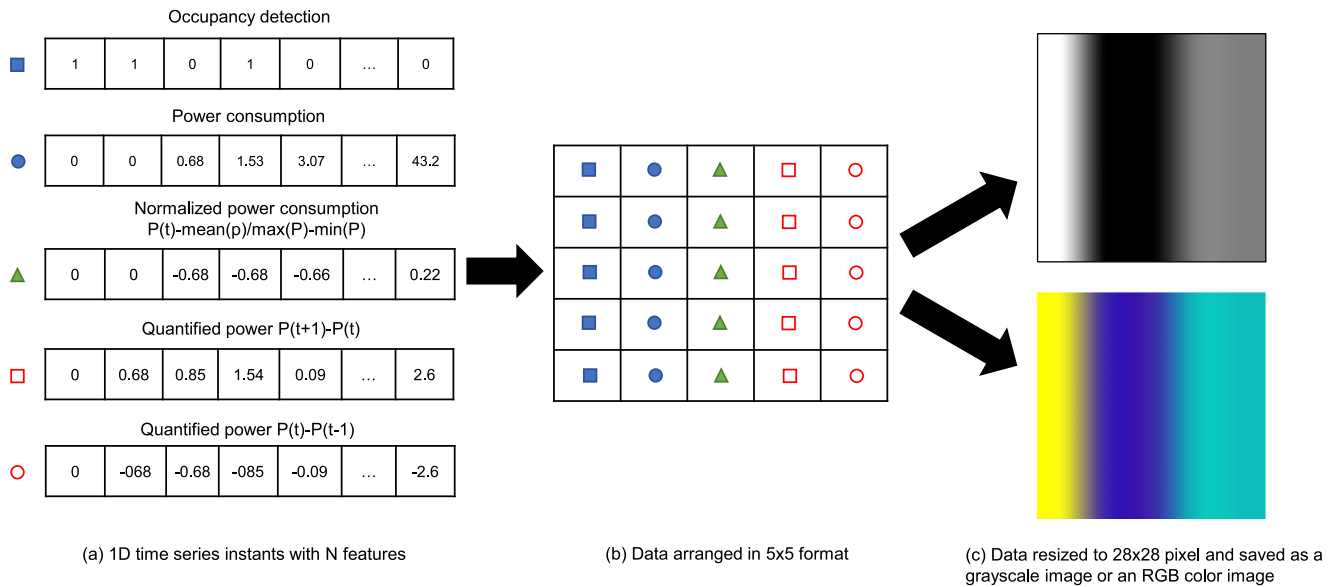 Occupancy detection
1 1 0 1 0 ... 0
Power consumption
0 0 0.68 1.53 3.07 ... 43.2
Normalized power consumption
P(t)-mean(p)/max(P)-min(P)
0 0 -0.68 -0.68 -0.66 ... 0.22
Quantified power P(t+1)-P(t)
0 0.68 0.85 1.54 0.09 ... 2.6
Quantified power P(t)-P(t-1)
0 -068 -0.68 -085 -0.09 ... -2.6
(a) 1D time series instants with N features
(b) Data arranged in 5x5 format
(c) Data resized to 28x28 pixel and saved as a
grayscale image or an RGB color image